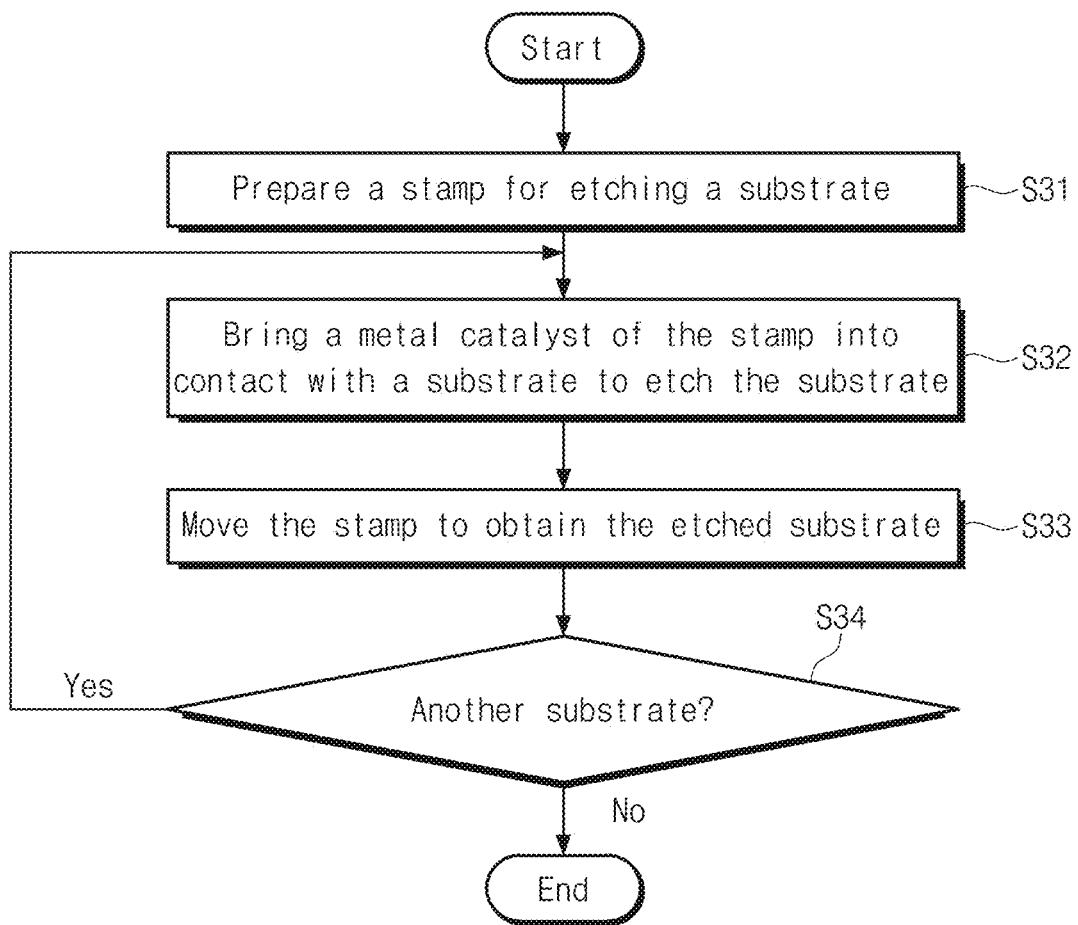 Start
Prepare a stamp for etching a substrate
S31
Bring a metal catalyst of the stamp into
contact with a substrate to etch the substrate
S32
Move the stamp to obtain the etched substrate
S33
S34
Yes
Another substrate?
No
End